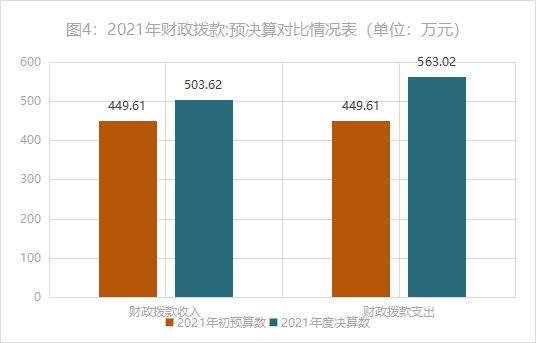 图4：2021年财政拨款:预决算对比情况表（单位：万元）
600
500
400
300
200
100
0
449.61
503.62
449.61
563.02
财政拨款收入
财政拨款支出
2021年初预算数
2021年度决算数